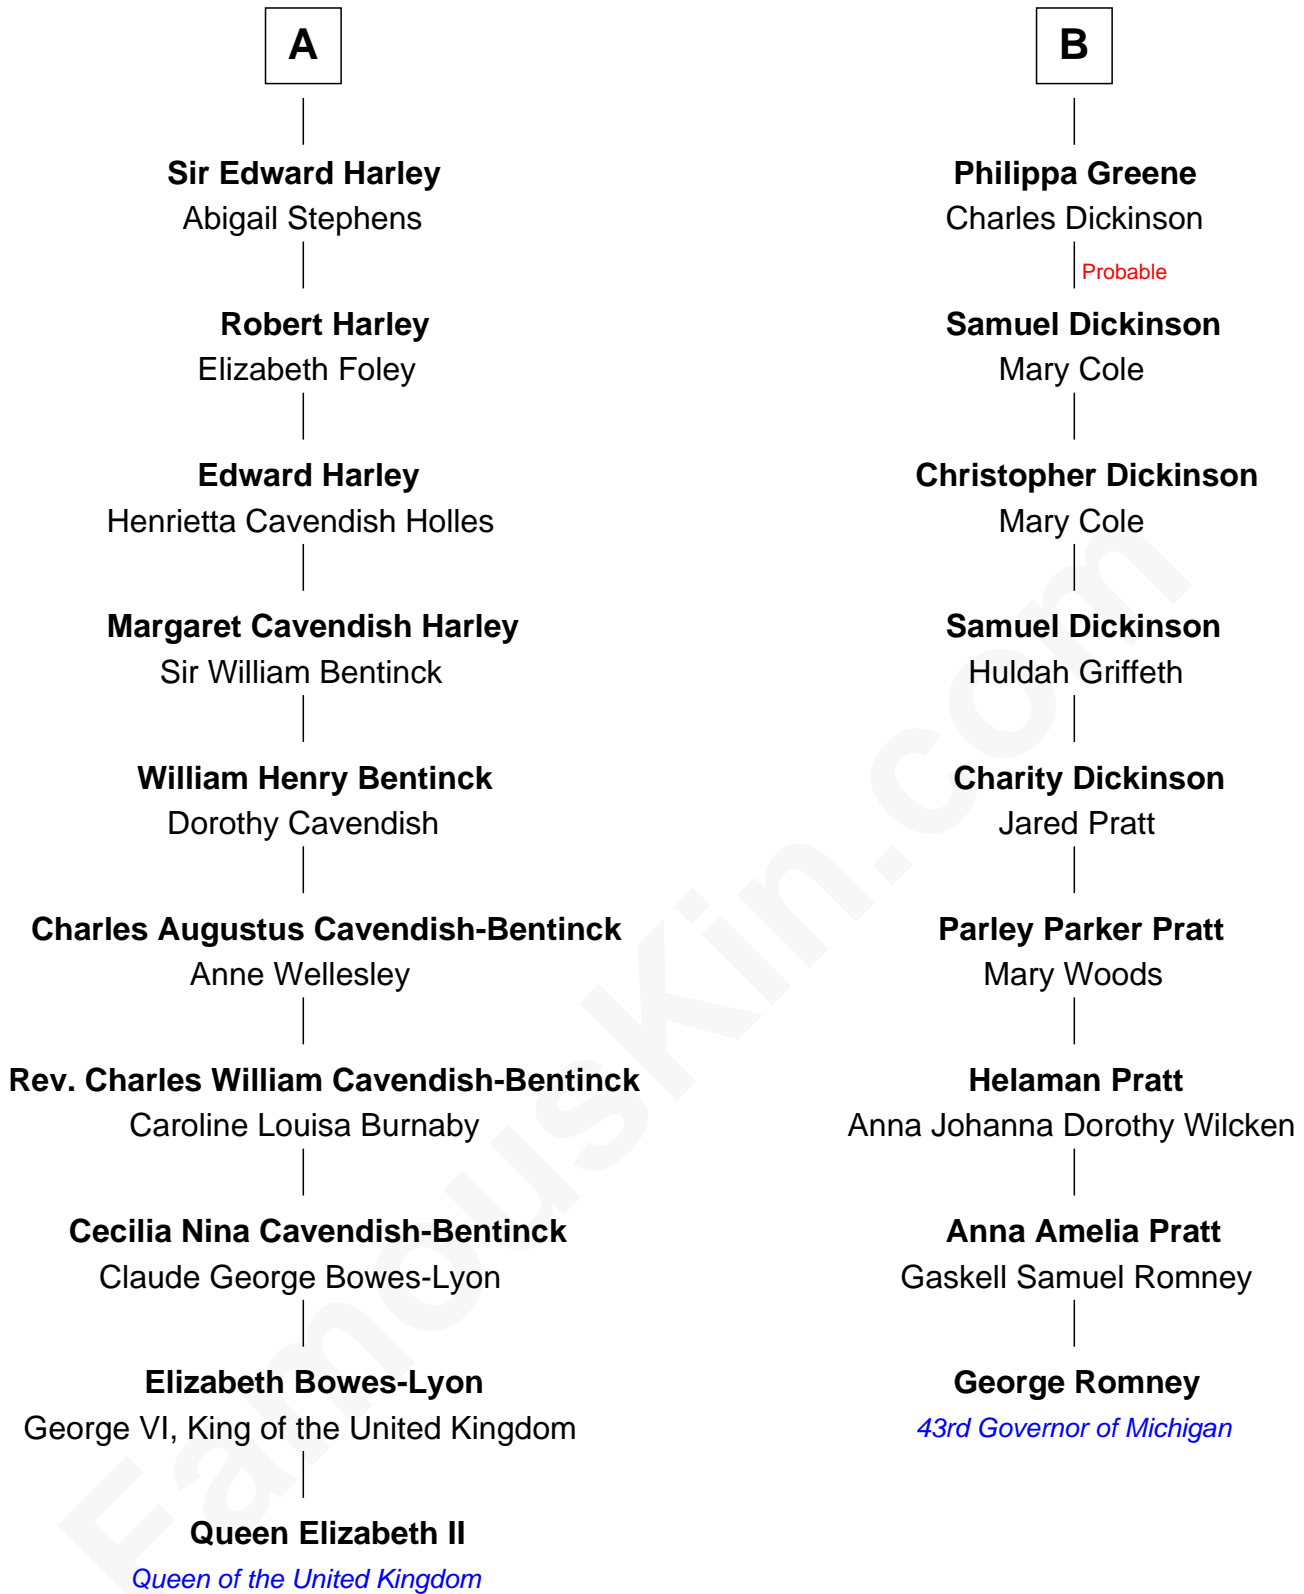 A
Sir Edward Harley
Abigail Stephens
Robert Harley
Elizabeth Foley
Edward Harley
Henrietta Cavendish Holles
Margaret Cavendish Harley
Sir William Bentinck
William Henry Bentinck
Dorothy Cavendish
Charles Augustus Cavendish-Bentinck
Anne Wellesley
Rev. Charles William Cavendish-Bentinck
Caroline Louisa Burnaby
Cecilia Nina Cavendish-Bentinck
Claude George Bowes-Lyon
Elizabeth Bowes-Lyon
George VI, King of the United Kingdom
Queen Elizabeth II
Queen of the United Kingdom
B
Philippa Greene
Charles Dickinson
Probable
Samuel Dickinson
Mary Cole
Christopher Dickinson
Mary Cole
Samuel Dickinson
Huldah Griffeth
Charity Dickinson
Jared Pratt
Parley Parker Pratt
Mary Woods
Helaman Pratt
Anna Johanna Dorothy Wilcken
Anna Amelia Pratt
Gaskell Samuel Romney
George Romney
43rd Governor of Michigan
FamousKin.com